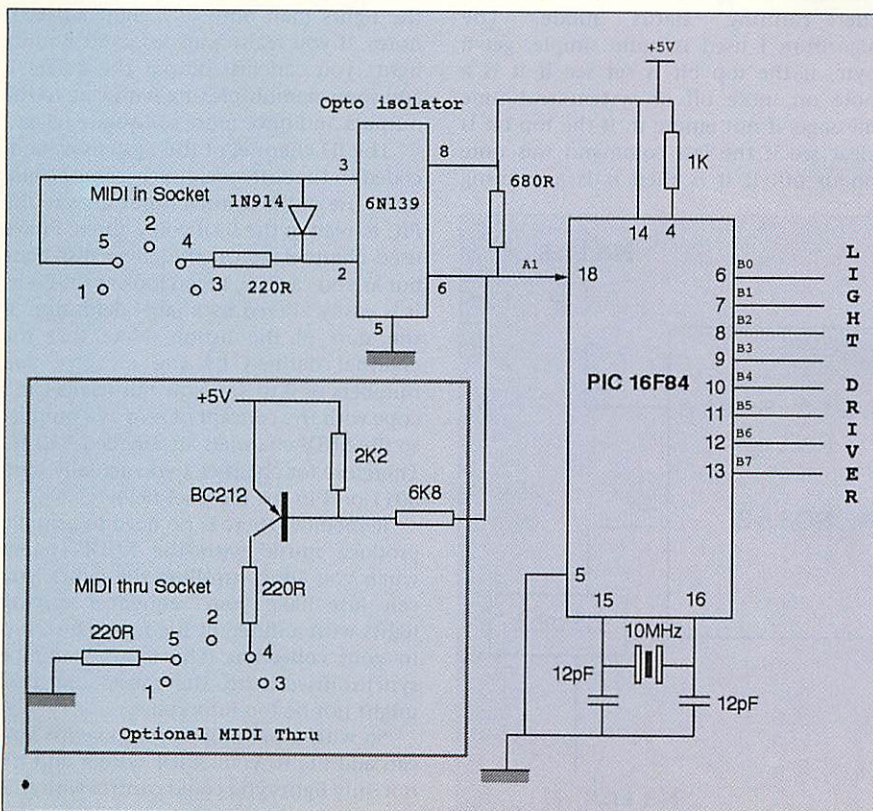 +5V
Opto isolator
1K
MIDI in Socket
1N914
3
8
6N139
680R
14
4
5
2
4
1
3
220R
2
6
A1
18
5
PIC 16F84
6
B0
7
B1
8
B2
9
B3
10
B4
11
B5
12
B6
13
B7
LIGHT DRIVER
+5V
2K2
BC212
6K8
MIDI thru Socket
220R
220R
5
2
4
1
3
Optional MIDI Thru
5
15
16
10MHz
12pF
12pF